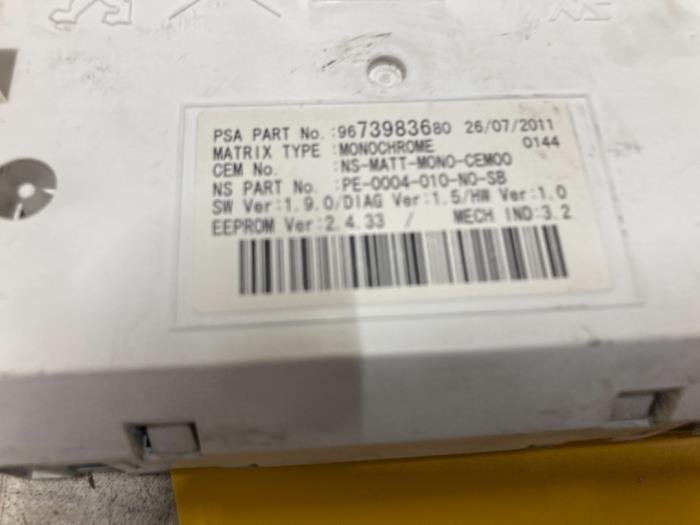 PSA PART No. :9673983680 26/07/2011
MATRIX TYPE :MONOCHROME 0144
CEM No. :NS-MATT-MONO-CEM00
NS PART No. :PE-0004-010-NO-SB
SW Ver:1.9.0/DIAG Ver:1.5/HW Ver:1.0
EEPROM Ver:2.4.33 / MECH IND:3.2